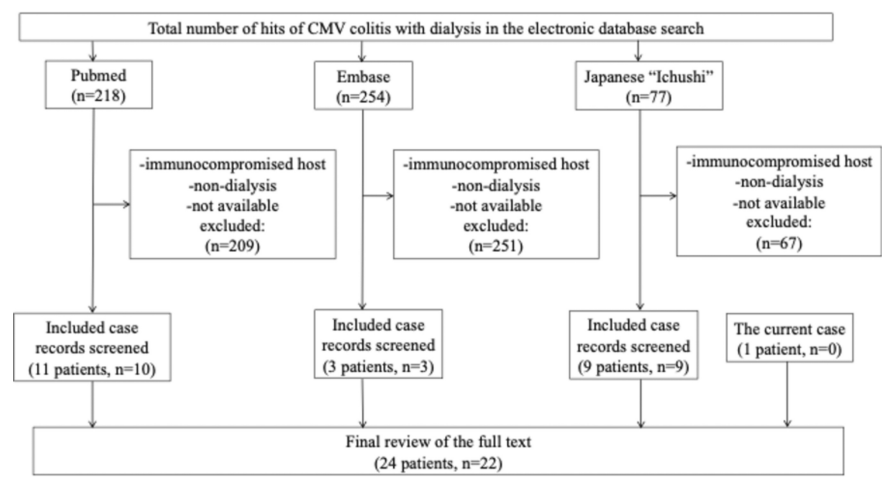 Total number of hits of CMV colitis with dialysis in the electronic database search
Pubmed
(n=218)
Embase
(n=254)
Japanese “Ichushi”
(n=77)
-immunocompromised host
-non-dialysis
-not available
excluded:
(n=209)
-immunocompromised host
-non-dialysis
-not available
excluded:
(n=251)
-immunocompromised host
-non-dialysis
-not available
excluded:
(n=67)
Included case
records screened
(11 patients, n=10)
Included case
records screened
(3 patients, n=3)
Included case
records screened
(9 patients, n=9)
The current case
(1 patient, n=0)
Final review of the full text
(24 patients, n=22)